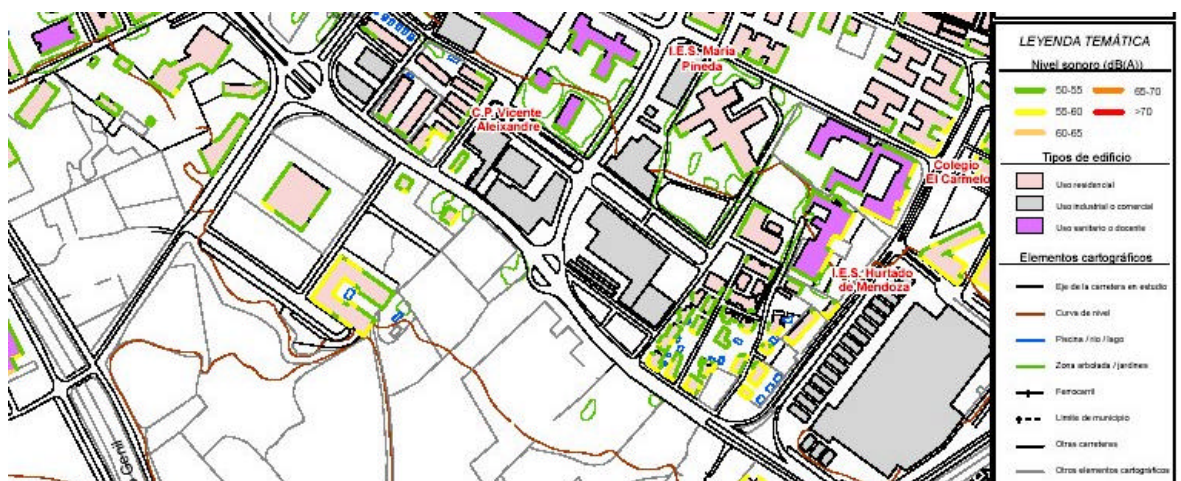 I.E.S. Maria
Pineda
C.P. Vicente
Aleixandre
Colegio
El Carmelo
I.E.S. Hurtado
de Mendoza
Genil
LEYENDA TEMÁTICA
Nivel sonoro (dB(A))
50-55
65-70
55-60
>70
60-65
Tipos de edificio
Uso residencial
Uso industrial o comercial
Uso sanitario o docente
Elementos cartográficos
Eje de la carretera en estudio
Curva de nivel
Piscina / río / lago
Zona arbolada / jardines
Ferrocarril
Límite de municipio
Otras carreteras
Otros elementos cartográficos